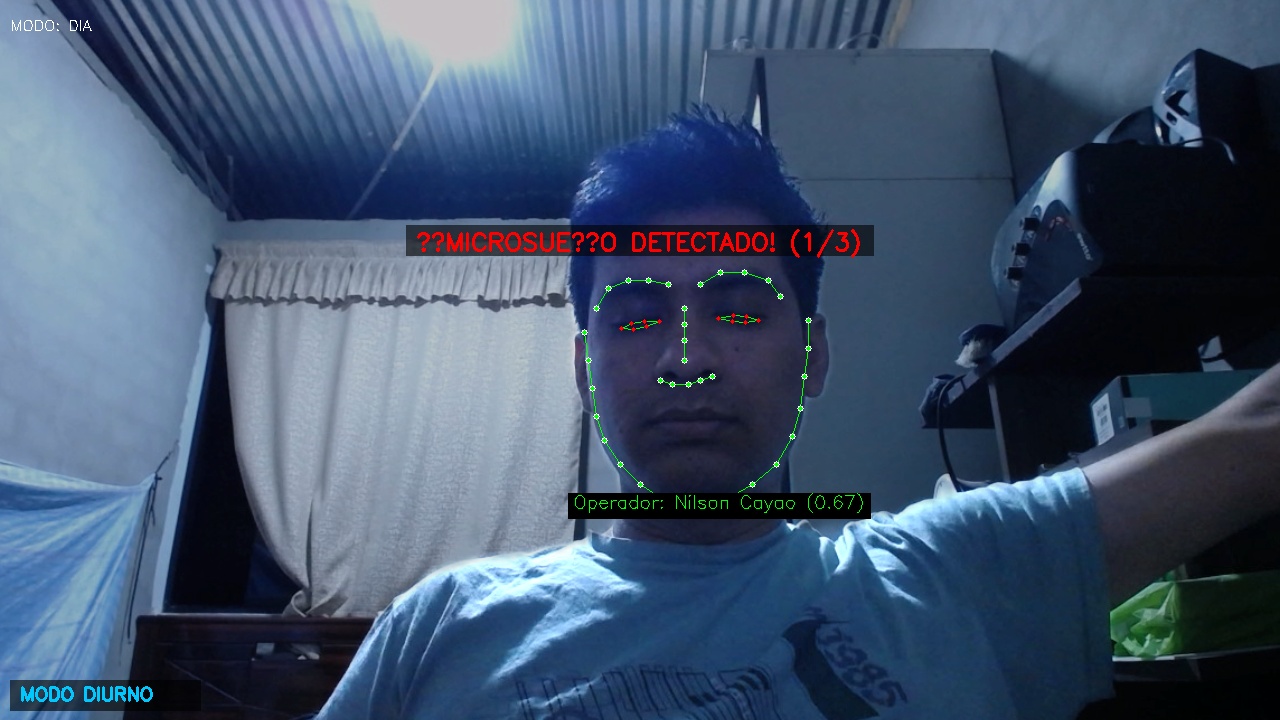 MODO: DIA
??MICROSUE??O DETECTADO! (1/3)
Operador: Nilson Cayao (0.67)
1985
MODO DIURNO